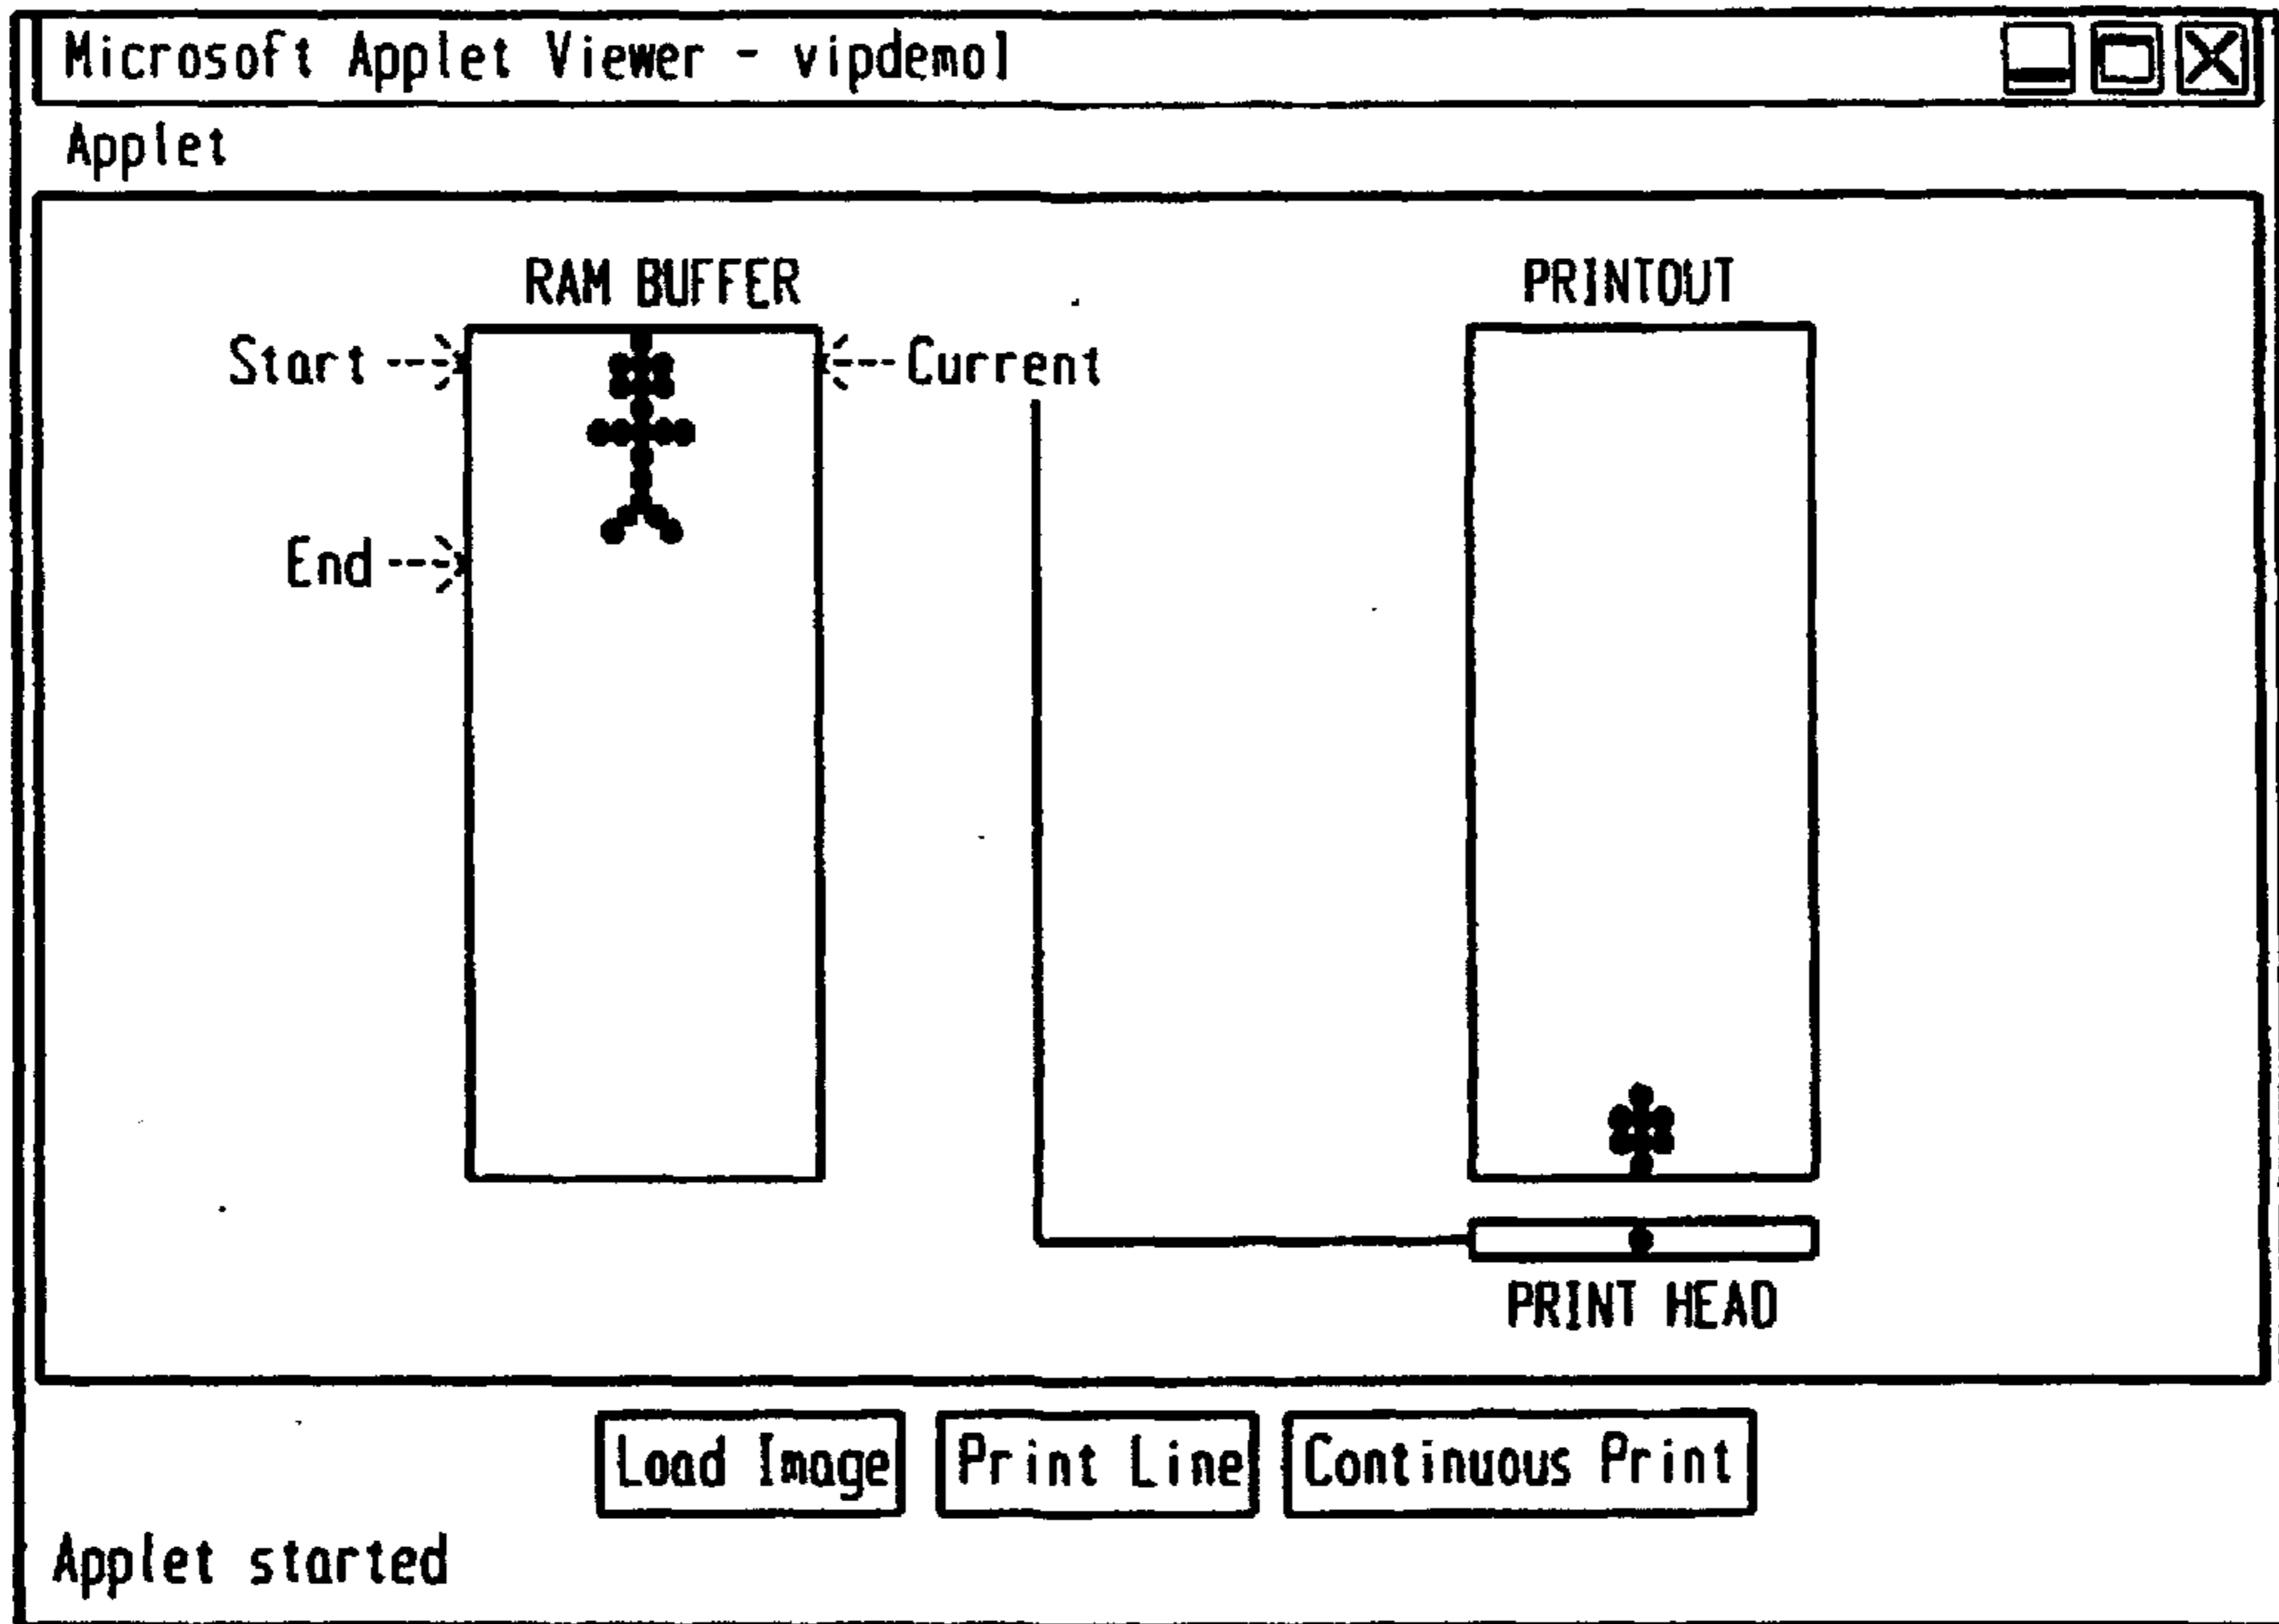 Microsoft Applet Viewer - vipdemo1
Applet
RAM BUFFER
PRINTOUT
Start
Current
End
PRINT HEAD
Load Image
Print Line
Continuous Print
Applet started